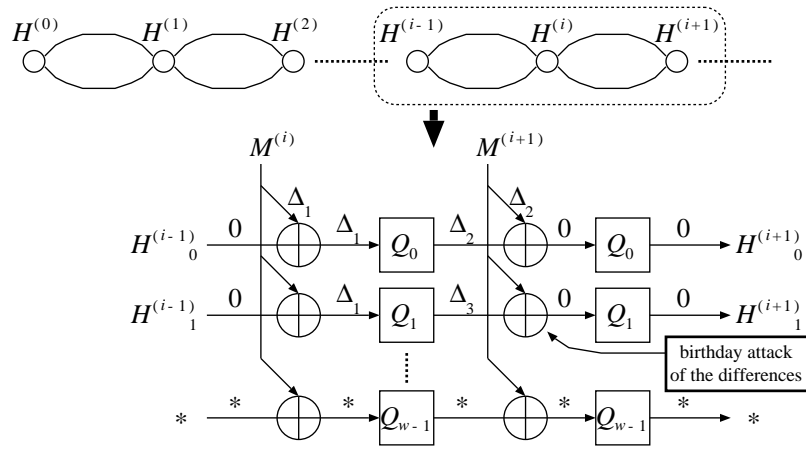 H^(0) H^(1) H^(2) H^(i-1) H^(i) H^(i+1)
M^(i) M^(i+1)
Δ_1 Δ_2
H^(i-1)_0 0 Δ_1 Q_0 Δ_2 0 Q_0 0 H^(i+1)_0
H^(i-1)_1 0 Δ_1 Q_1 Δ_3 0 Q_1 0 H^(i+1)_1
birthday attack
of the differences
* * * Q_w-1 * * Q_w-1 * *